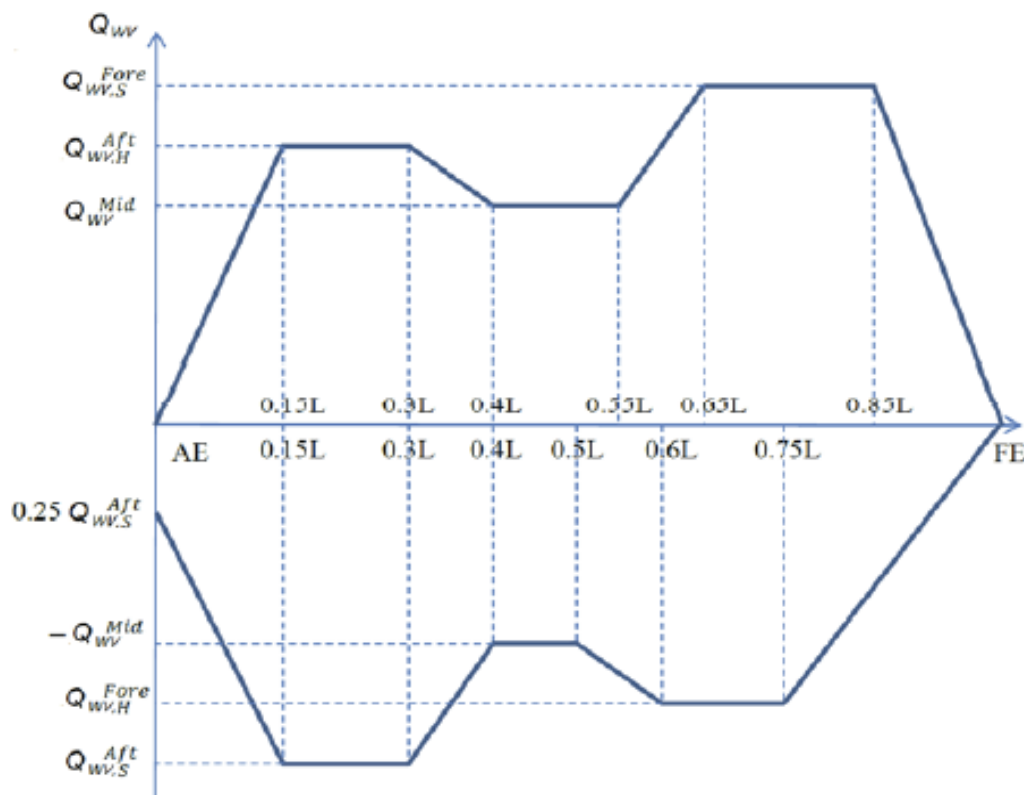 Q_WV
Q_WV.S^Fore
Q_WV.H^Aft
Q_WV^Mid
0.15L 0.3L 0.4L 0.55L 0.65L 0.85L
AE 0.15L 0.3L 0.4L 0.5L 0.6L 0.75L FE
0.25 Q_WV.S^Aft
−Q_WV^Mid
Q_WV.H^Fore
Q_WV.S^Aft